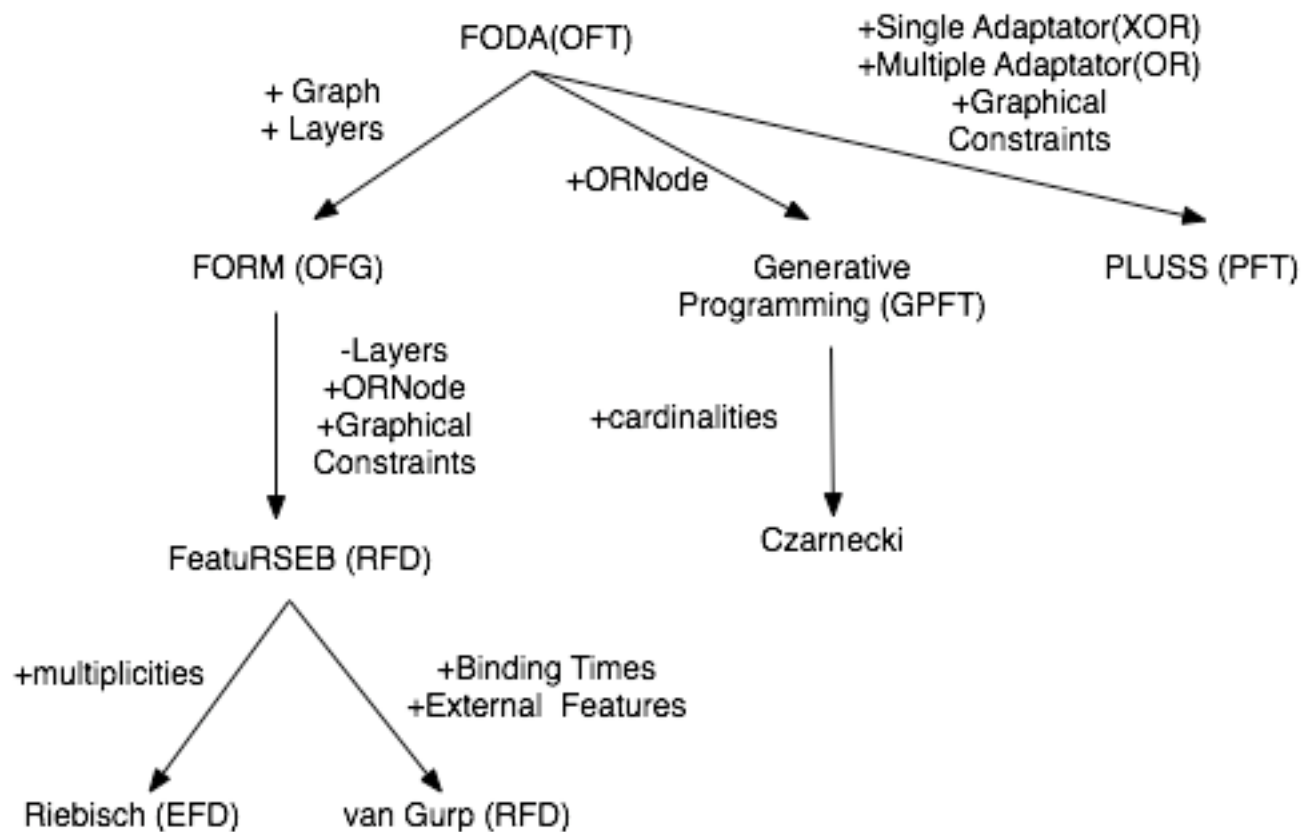 FODA(OFT)
+Single Adaptator(XOR)
+Multiple Adaptator(OR)
+Graphical
Constraints
+ Graph
+ Layers
+ORNode
FORM (OFG)
Generative
Programming (GPFT)
PLUSS (PFT)
-Layers
+ORNode
+Graphical
Constraints
+cardinalities
FeatuRSEB (RFD)
Czarnecki
+multiplicities
+Binding Times
+External Features
Riebisch (EFD)
van Gurp (RFD)